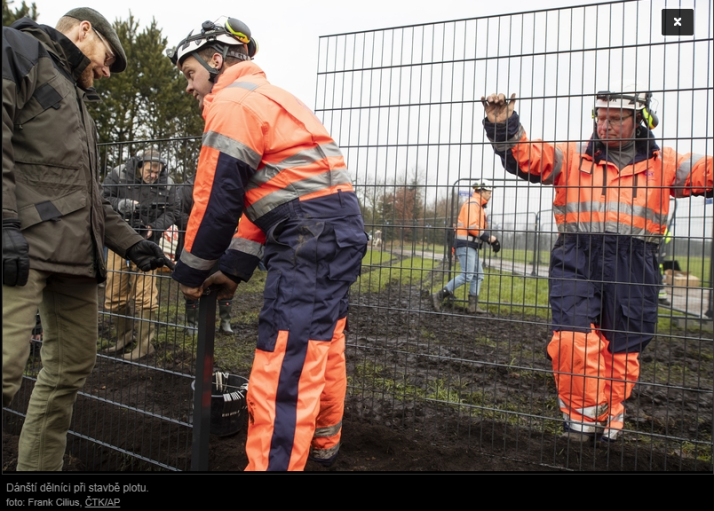 x
Dánští dělníci při stavbě plotu.
foto: Frank Cilius, ČTK/AP